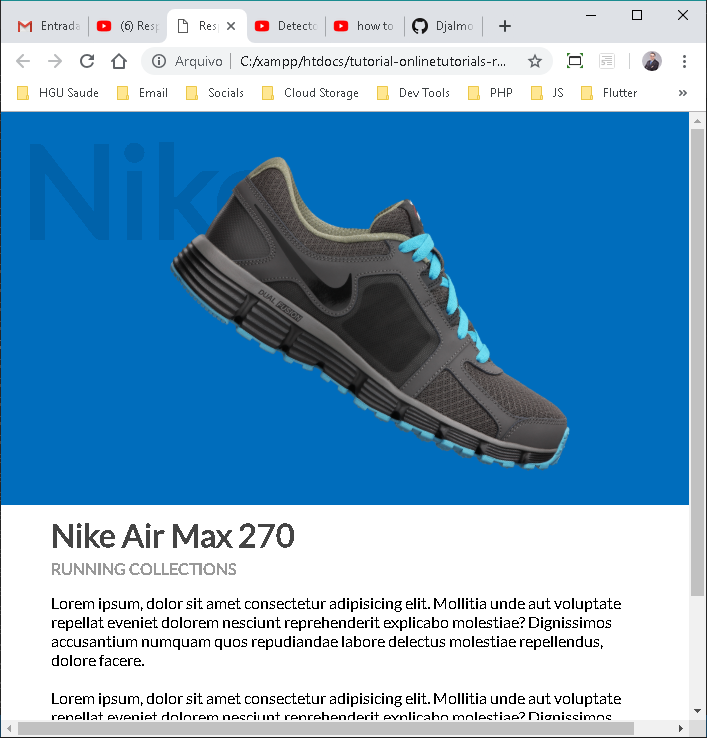 Entrada
(6) Resp
Resp
Detecto
how to
Djalmo
Arquivo
C:/xampp/htdocs/tutorial-onlinetutorials-r...
HGU Saude
Email
Socials
Cloud Storage
Dev Tools
PHP
JS
Flutter
»
Nike
DUAL FUSION
Nike Air Max 270
RUNNING COLLECTIONS
Lorem ipsum, dolor sit amet consectetur adipisicing elit. Mollitia unde aut voluptate
repellat eveniet dolorem nesciunt reprehenderit explicabo molestiae? Dignissimos
accusantium numquam quos repudiandae labore delectus molestiae repellendus,
dolore facere.
Lorem ipsum, dolor sit amet consectetur adipisicing elit. Mollitia unde aut voluptate
repellat eveniet dolorem nesciunt reprehenderit explicabo molestiae? Dignissimos